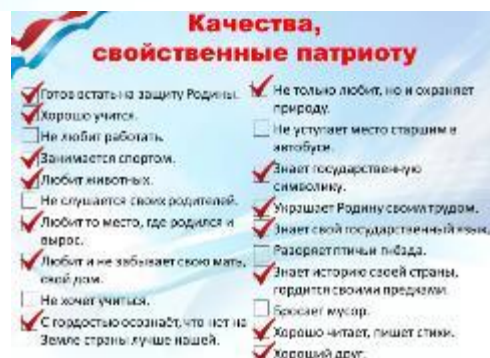 Качества,
свойственные патриоту
Готов встать на защиту Родины.
Хорошо учится.
Не любит работать.
Занимается спортом.
Любит животных.
Не слушается своих родителей.
Любит то место, где родился и
вырос.
Любит и не забывает свою мать,
свой дом.
Не хочет учиться.
С гордостью осознаёт, что нет на
Земле страны лучше нашей.
Не только любит, но и охраняет
природу.
Не уступает место старшим в
автобусе.
Знает государственную
символику.
Украшает Родину своим трудом.
Знает свой государственный язык.
Разоряет птичьи гнёзда.
Знает историю своей страны,
гордится своими предками.
Бросает мусор.
Хорошо читает, пишет стихи.
Хороший друг.